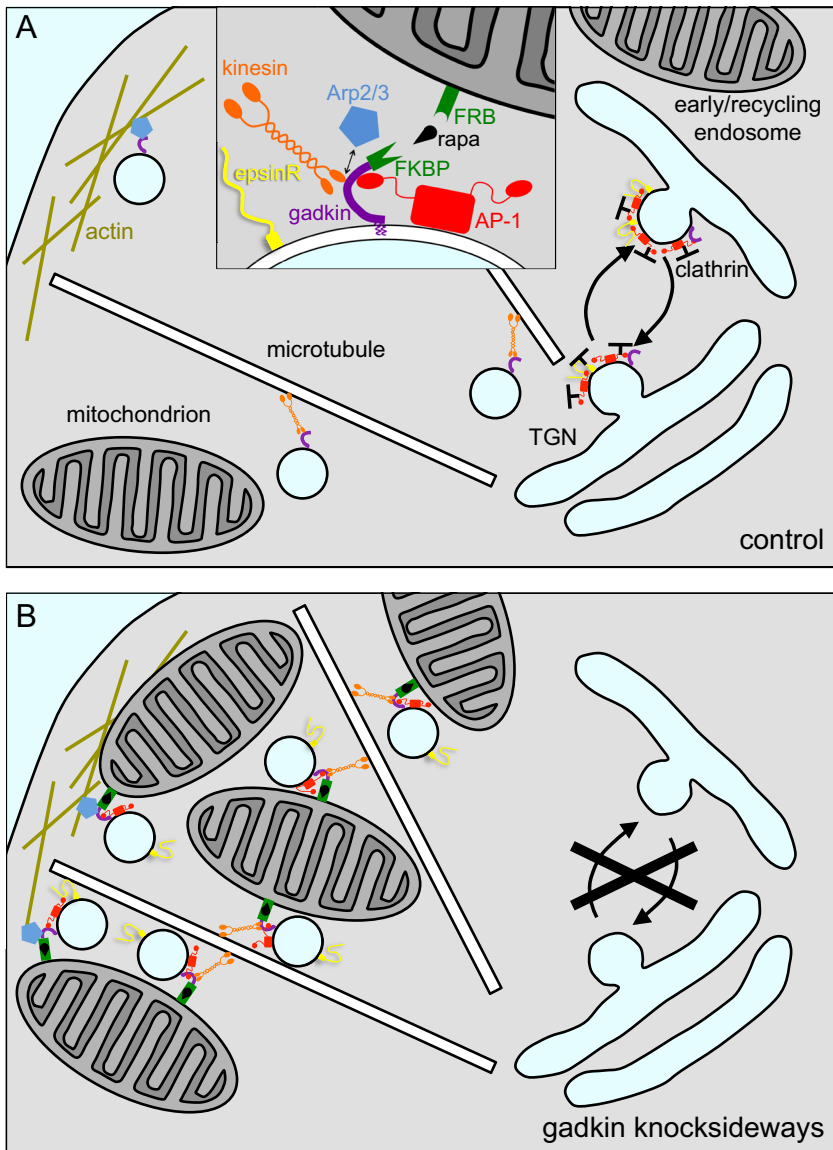 A
kinesin
Arp2/3
FRB
rapa
early/recycling
endosome
epsinR
FKBP
gadkin
AP-1
actin
clathrin
microtubule
mitochondrion
TGN
control
B
gadkin knocksideways